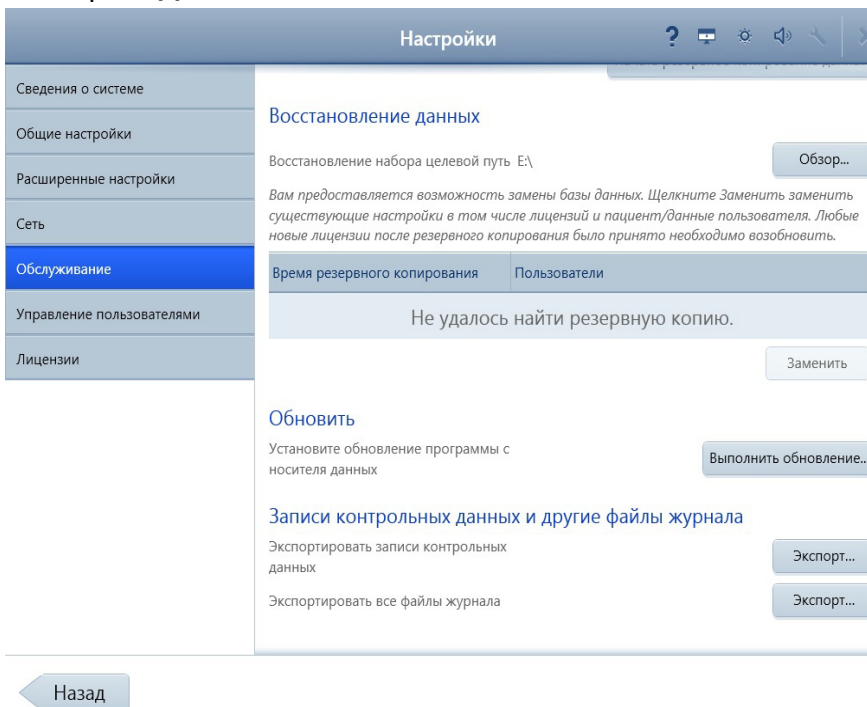 Настройки
?
Сведения о системе
Общие настройки
Расширенные настройки
Сеть
Обслуживание
Управление пользователями
Лицензии
Восстановление данных
Восстановление набора целевой путь E:\
Обзор...
Вам предоставляется возможность замены базы данных. Щелкните Заменить заменить
существующие настройки в том числе лицензий и пациент/данные пользователя. Любые
новые лицензии после резервного копирования было принято необходимо возобновить.
Время резервного копирования Пользователи
Не удалось найти резервную копию.
Заменить
Обновить
Установите обновление программы с
носителя данных
Выполнить обновление..
Записи контрольных данных и другие файлы журнала
Экспортировать записи контрольных
данных
Экспорт...
Экспортировать все файлы журнала
Экспорт...
Назад